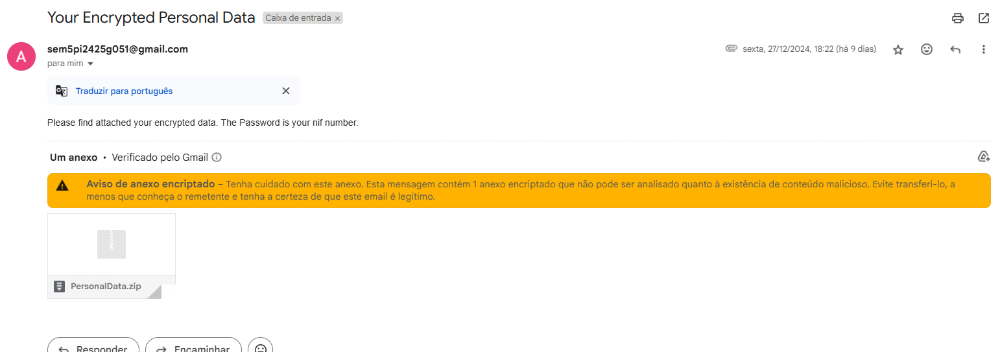 Your Encrypted Personal Data Caixa de entrada ×
A
sem5pi2425g051@gmail.com
sexta, 27/12/2024, 18:22 (há 9 dias)
para mim
Traduzir para português
Please find attached your encrypted data. The Password is your nif number.
Um anexo • Verificado pelo Gmail
Aviso de anexo encriptado – Tenha cuidado com este anexo. Esta mensagem contém 1 anexo encriptado que não pode ser analisado quanto à existência de conteúdo malicioso. Evite transferi-lo, a
menos que conheça o remetente e tenha a certeza de que este email é legítimo.
PersonalData.zip
Responder
Encaminhar